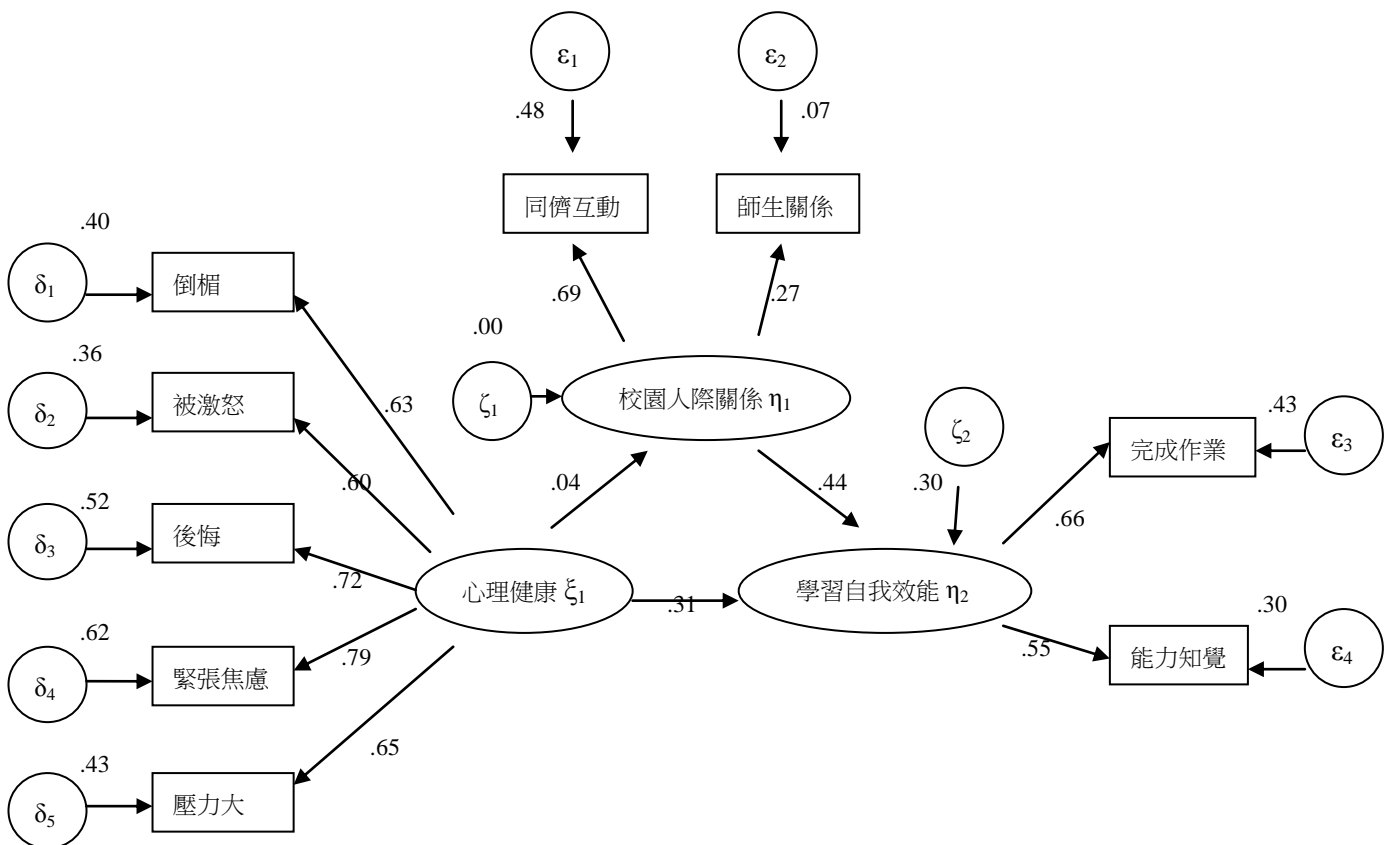 ε1
ε2
.48
.07
同儕互動
師生關係
.40
δ1
倒楣
.69
.27
.00
.36
δ2
被激怒
.63
ζ1
校園人際關係 η1
ζ2
.43
完成作業
ε3
.60
.04
.44
.30
.66
.52
δ3
後悔
.72
心理健康 ξ1
.31
學習自我效能 η2
.62
δ4
緊張焦慮
.79
.55
.30
能力知覺
ε4
.65
.43
δ5
壓力大